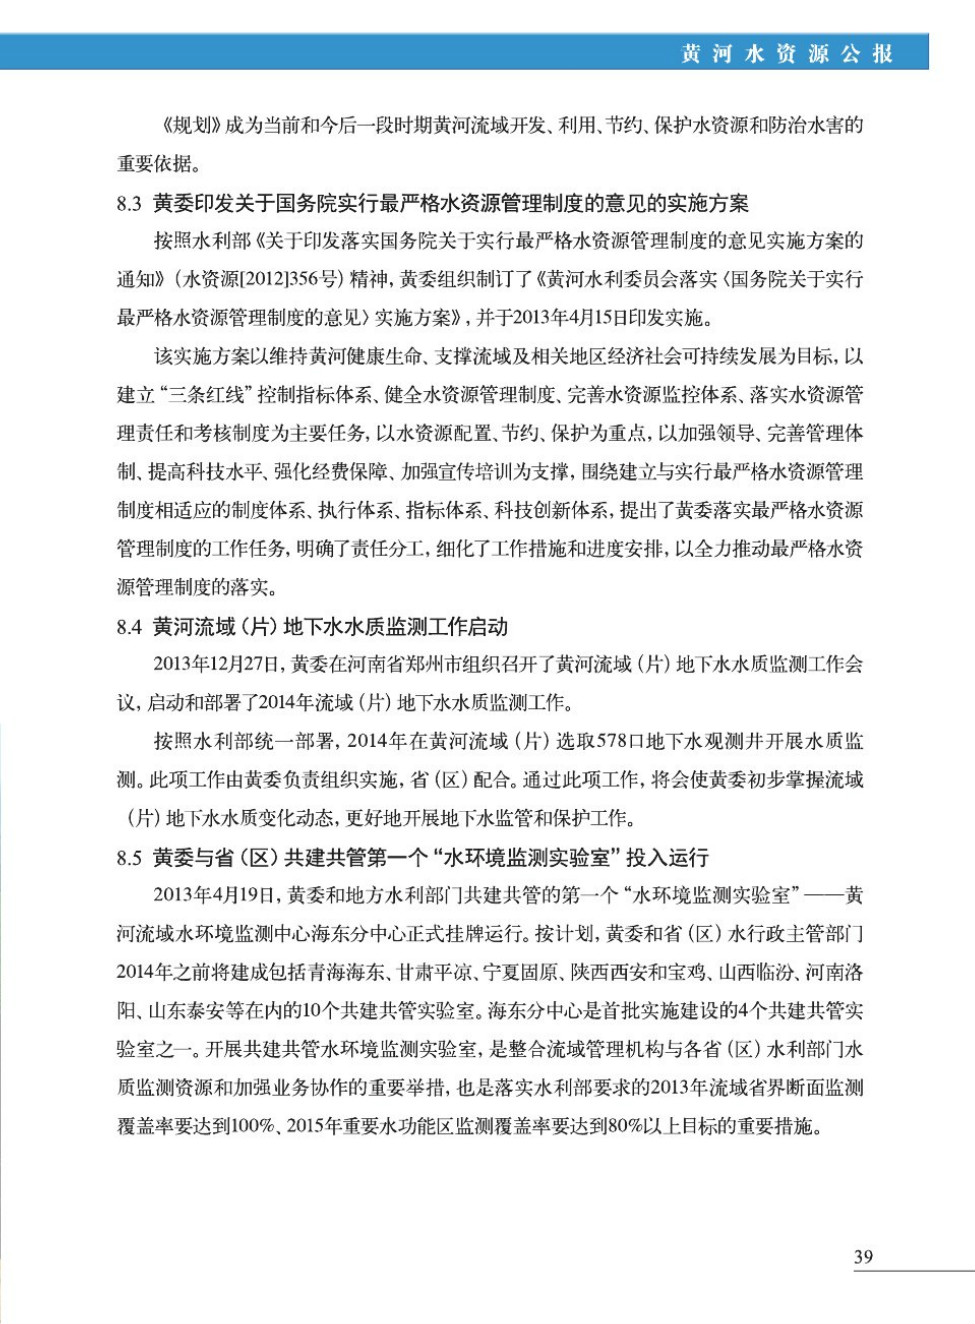 黄河水资源公报
《规划》成为当前和今后一段时期黄河流域开发、利用、节约、保护水资源和防治水害的
重要依据。
8.3 黄委印发关于国务院实行最严格水资源管理制度的意见的实施方案
按照水利部《关于印发落实国务院关于实行最严格水资源管理制度的意见实施方案的
通知》（水资源[2012]356号）精神，黄委组织制订了《黄河水利委员会落实〈国务院关于实行
最严格水资源管理制度的意见〉实施方案》，并于2013年4月15日印发实施。
该实施方案以维持黄河健康生命、支撑流域及相关地区经济社会可持续发展为目标，以
建立“三条红线”控制指标体系、健全水资源管理制度、完善水资源监控体系、落实水资源管
理责任和考核制度为主要任务，以水资源配置、节约、保护为重点，以加强领导、完善管理体
制、提高科技水平、强化经费保障、加强宣传培训为支撑，围绕建立与实行最严格水资源管理
制度相适应的制度体系、执行体系、指标体系、科技创新体系，提出了黄委落实最严格水资源
管理制度的工作任务，明确了责任分工，细化了工作措施和进度安排，以全力推动最严格水资
源管理制度的落实。
8.4 黄河流域（片）地下水水质监测工作启动
2013年12月27日，黄委在河南省郑州市组织召开了黄河流域（片）地下水水质监测工作会
议，启动和部署了2014年流域（片）地下水水质监测工作。
按照水利部统一部署，2014年在黄河流域（片）选取578口地下水观测井开展水质监
测。此项工作由黄委负责组织实施，省（区）配合。通过此项工作，将会使黄委初步掌握流域
（片）地下水水质变化动态，更好地开展地下水监管和保护工作。
8.5 黄委与省（区）共建共管第一个“水环境监测实验室”投入运行
2013年4月19日，黄委和地方水利部门共建共管的第一个“水环境监测实验室”——黄
河流域水环境监测中心海东分中心正式挂牌运行。按计划，黄委和省（区）水行政主管部门
2014年之前将建成包括青海海东、甘肃平凉、宁夏固原、陕西西安和宝鸡、山西临汾、河南洛
阳、山东泰安等在内的10个共建共管实验室。海东分中心是首批实施建设的4个共建共管实
验室之一。开展共建共管水环境监测实验室，是整合流域管理机构与各省（区）水利部门水
质监测资源和加强业务协作的重要举措，也是落实水利部要求的2013年流域省界断面监测
覆盖率要达到100%、2015年重要水功能区监测覆盖率要达到80%以上目标的重要措施。
39